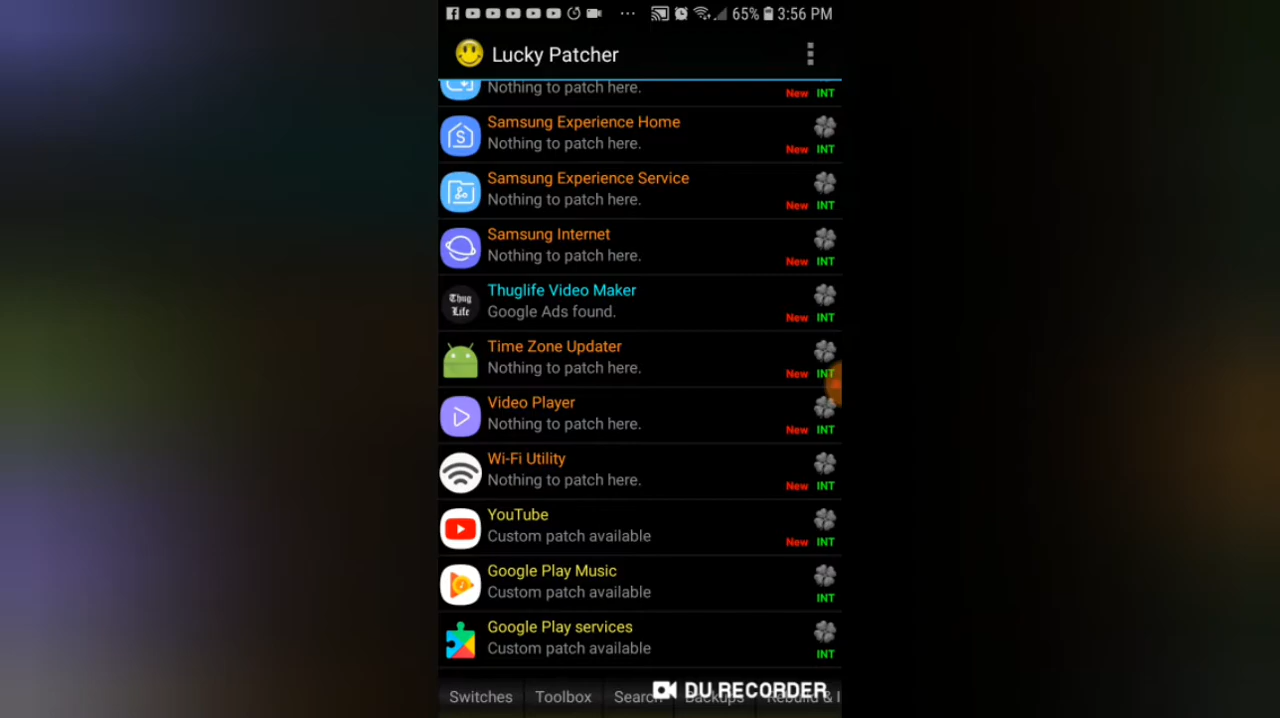 65% 3:56 PM
Lucky Patcher
Nothing to patch here.
New INT
Samsung Experience Home
Nothing to patch here.
New INT
Samsung Experience Service
Nothing to patch here.
New INT
Samsung Internet
Nothing to patch here.
New INT
Thug Life
Thuglife Video Maker
Google Ads found.
New INT
Time Zone Updater
Nothing to patch here.
New INT
Video Player
Nothing to patch here.
New INT
Wi-Fi Utility
Nothing to patch here.
New INT
YouTube
Custom patch available
New INT
Google Play Music
Custom patch available
INT
Google Play services
Custom patch available
INT
Switches Toolbox Search Backups Rebuild & I
DU RECORDER